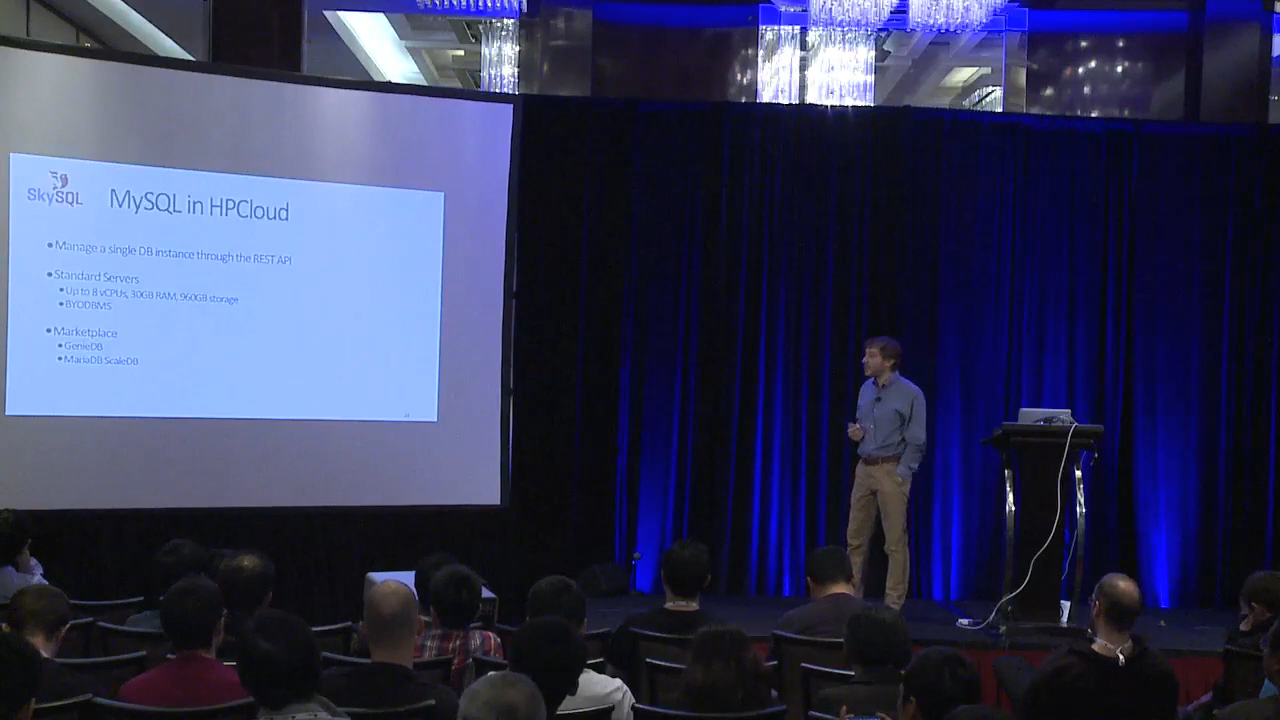 SkySQL
MySQL in HPCloud
Manage a single DB instance through the REST API
Standard Servers
Up to 8 vCPUs, 30GB RAM, 960GB storage
BYODBMS
Marketplace
GenieDB
MariaDB ScaleDB